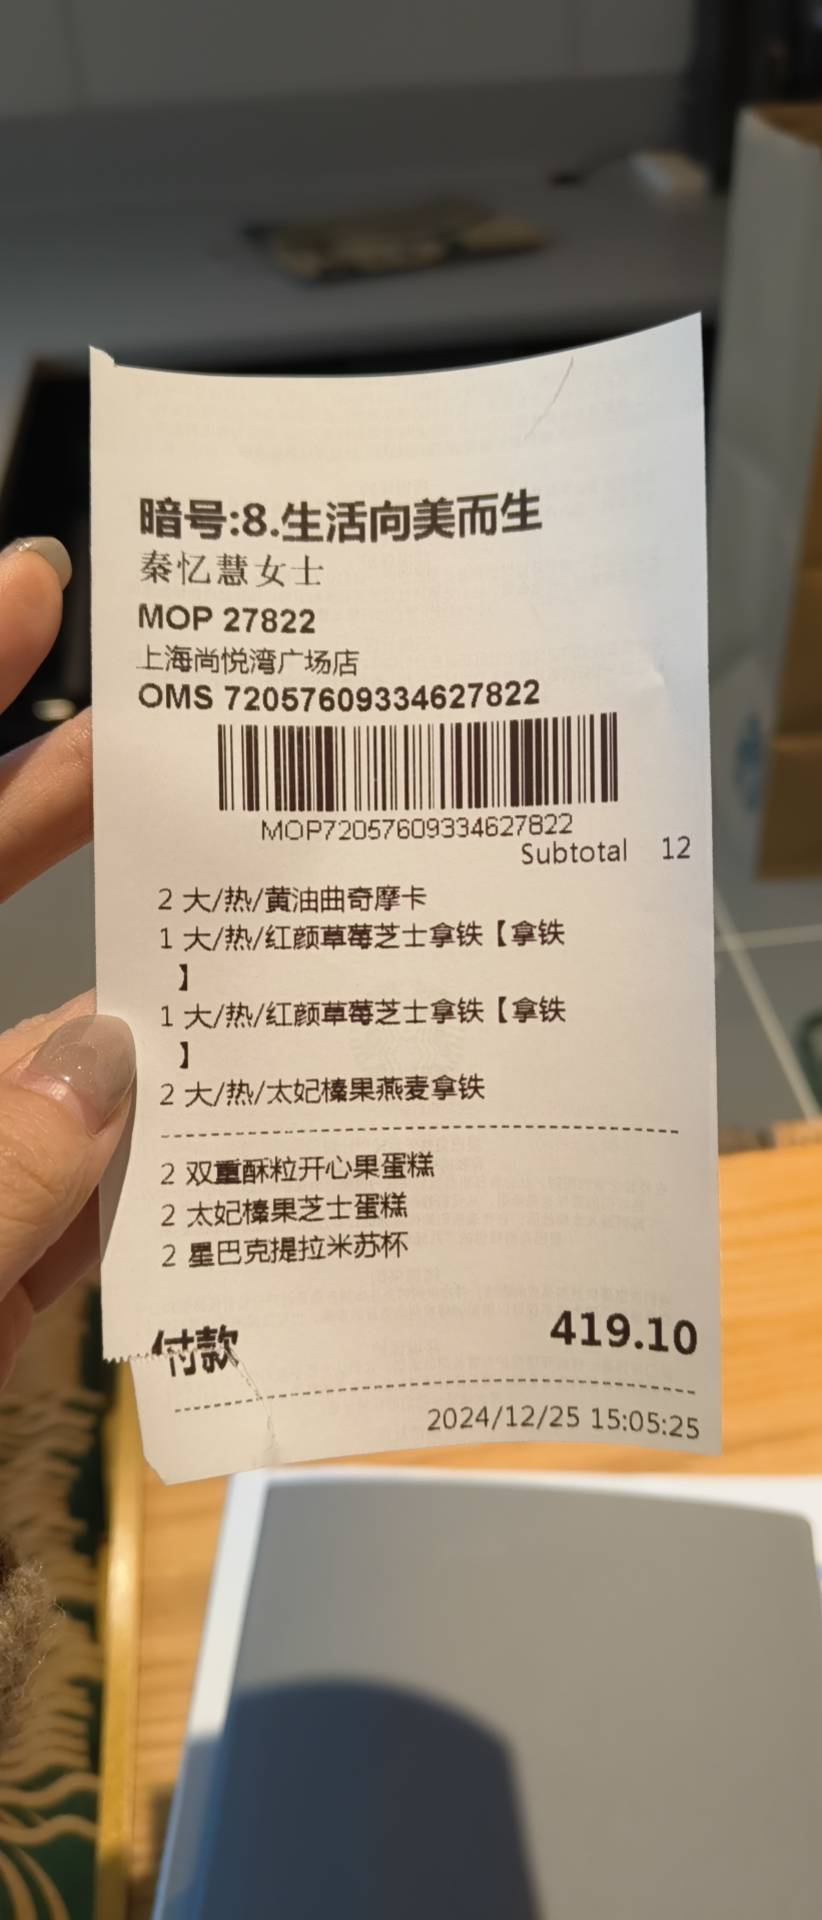 暗号:8.生活向美而生
秦忆慧女士
MOP 27822
上海尚悦湾广场店
OMS 72057609334627822
MOP72057609334627822
Subtotal 12
2 大/热/黄油曲奇摩卡
1 大/热/红颜草莓芝士拿铁【拿铁
】
1 大/热/红颜草莓芝士拿铁【拿铁
】
2 大/热/太妃榛果燕麦拿铁
2 双重酥粒开心果蛋糕
2 太妃榛果芝士蛋糕
2 星巴克提拉米苏杯
付款 419.10
2024/12/25 15:05:25